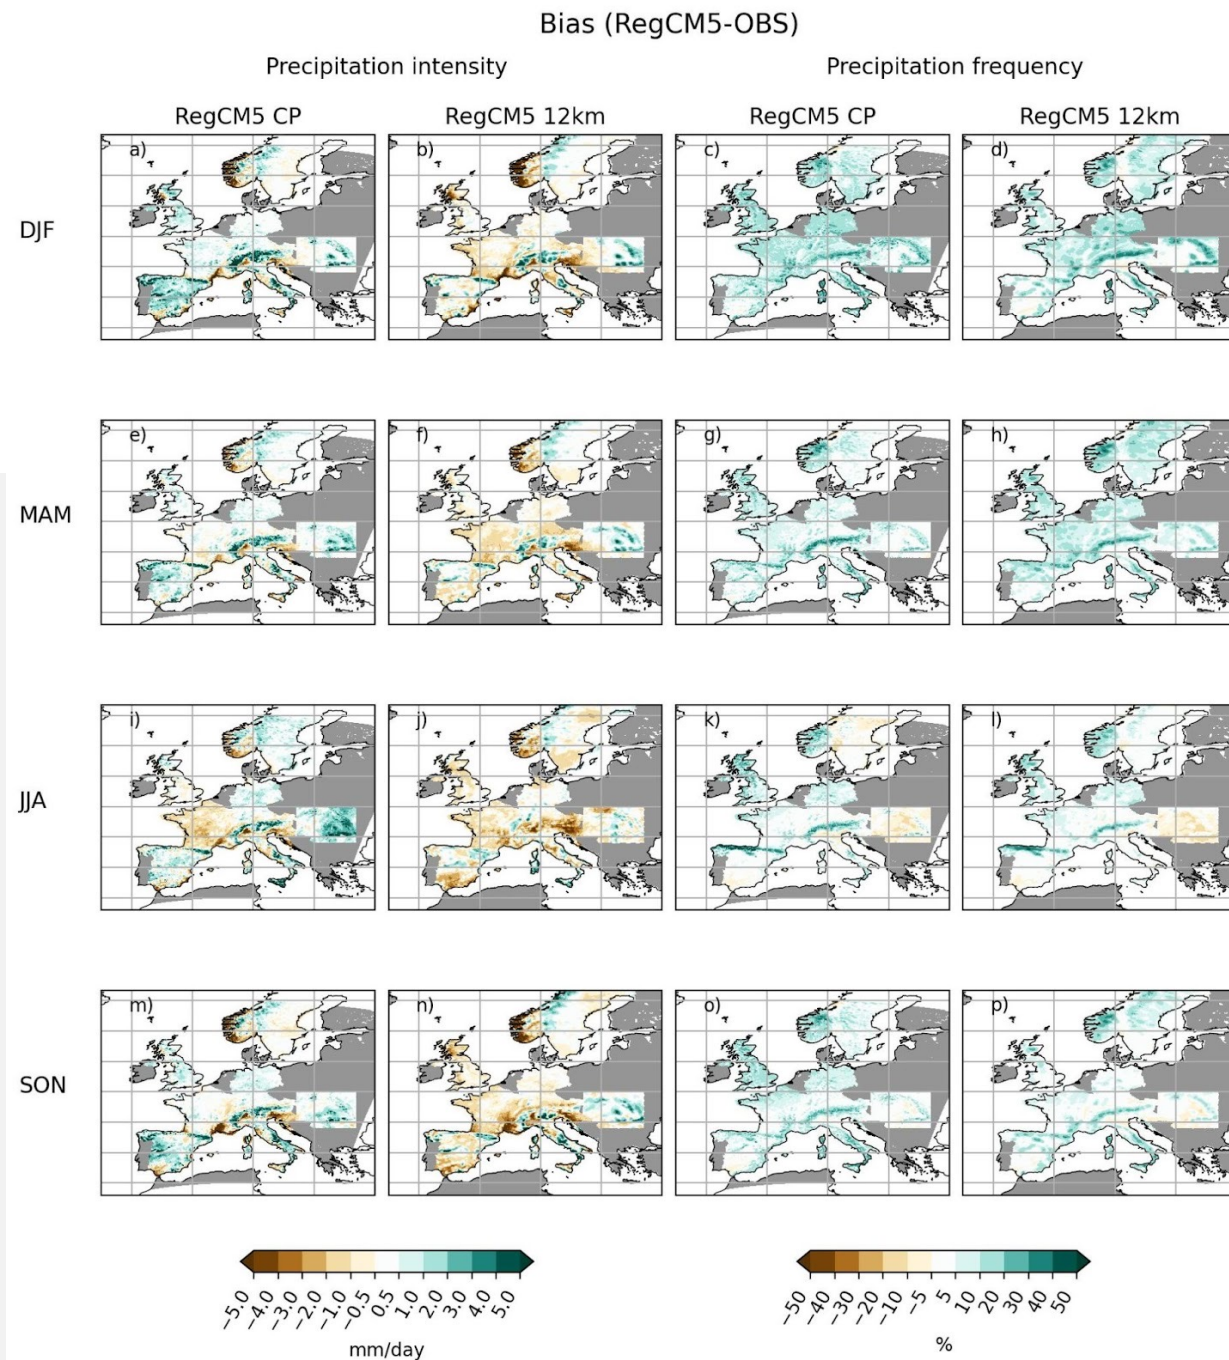 Bias (RegCM5-OBS)
Precipitation intensity Precipitation frequency
RegCM5 CP RegCM5 12km RegCM5 CP RegCM5 12km
DJF a) b) c) d)
MAM e) f) g) h)
JJA i) j) k) l)
SON m) n) o) p)
−5.0 −4.0 −3.0 −2.0 −1.0 −0.5 0.5 1.0 2.0 3.0 4.0 5.0 −50 −40 −30 −20 −10 −5 5 10 20 30 40 50
mm/day %